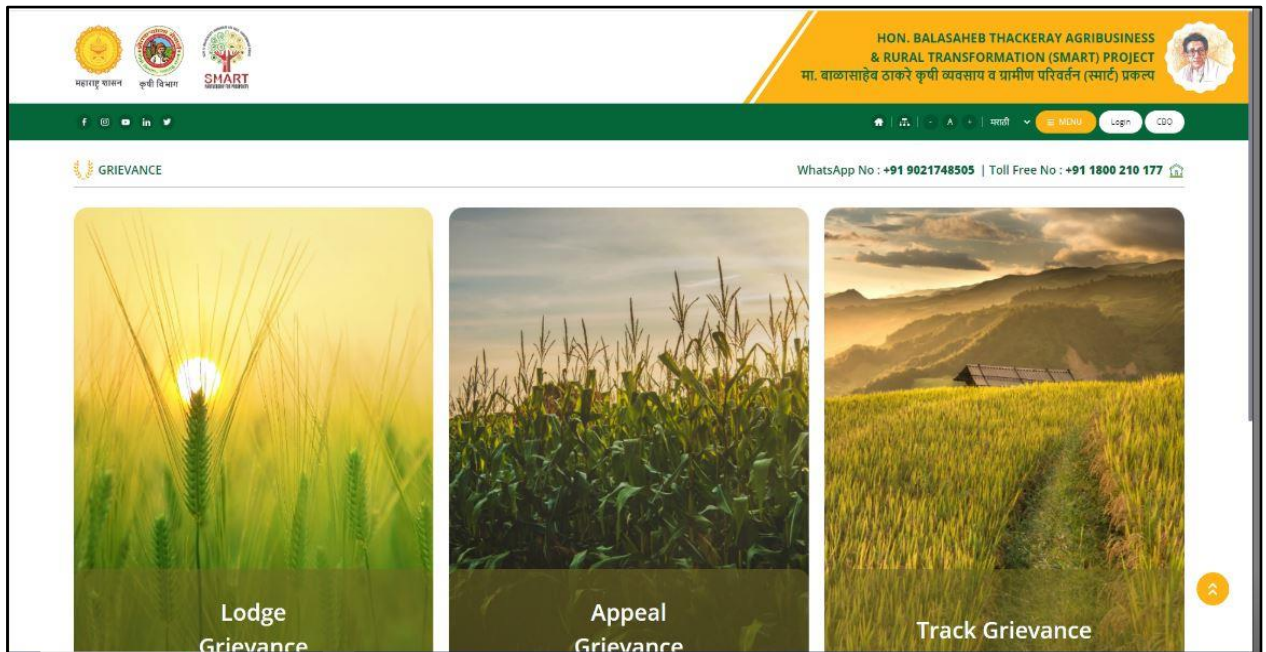 महाराष्ट्र शासन
कृषी विभाग
SMART
HON. BALASAHEB THACKERAY AGRIBUSINESS
& RURAL TRANSFORMATION (SMART) PROJECT
मा. बाळासाहेब ठाकरे कृषी व्यवसाय व ग्रामीण परिवर्तन (स्मार्ट) प्रकल्प
- A + मराठी MENU Login CBO
GRIEVANCE
WhatsApp No : +91 9021748505 | Toll Free No : +91 1800 210 177
Lodge
Grievance
Appeal
Grievance
Track Grievance